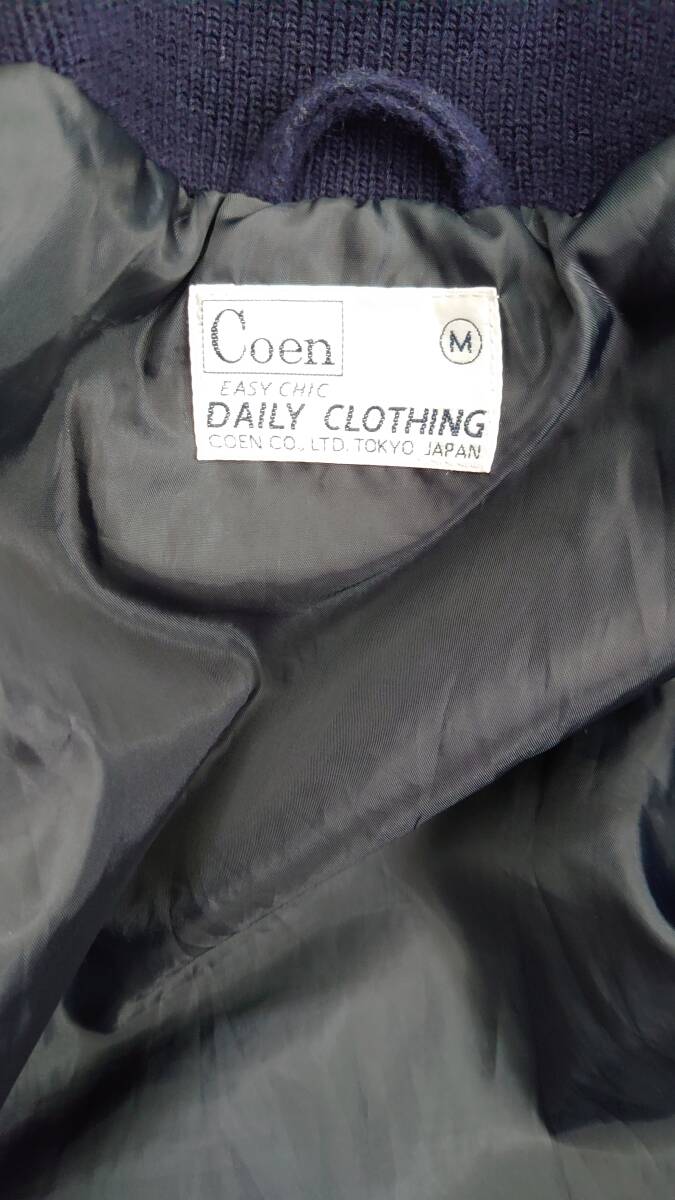 Coen M
EASY CHIC
DAILY CLOTHING
COEN CO., LTD. TOKYO JAPAN